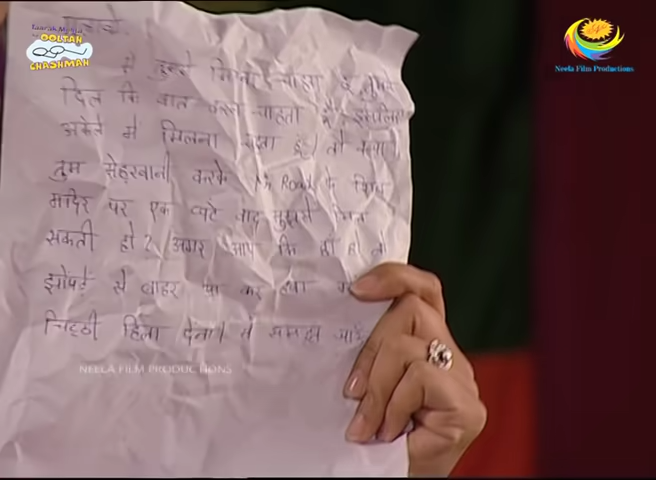 TAARAK MEHTA
KA
OOLTAH
CHASHMAH
Neela Film Productions
में तुमसे मिलना चाहता हूँ, तुमसे
दिल कि बात करना चाहता हूँ, इसलिए
अकेले में मिलना चाहता हूँ। तो क्या
तुम मेहरबानी करके M Road के
मंदिर पर एक घंटे बाद मुझसे मिल
सकती हो? अगर आप कि हाँ हो तो
झोंपड़े से बाहर आ कर हवा में
चिट्ठी हिला देना। में समझ जाऊँ
NEELA FILM PRODUCTIONS